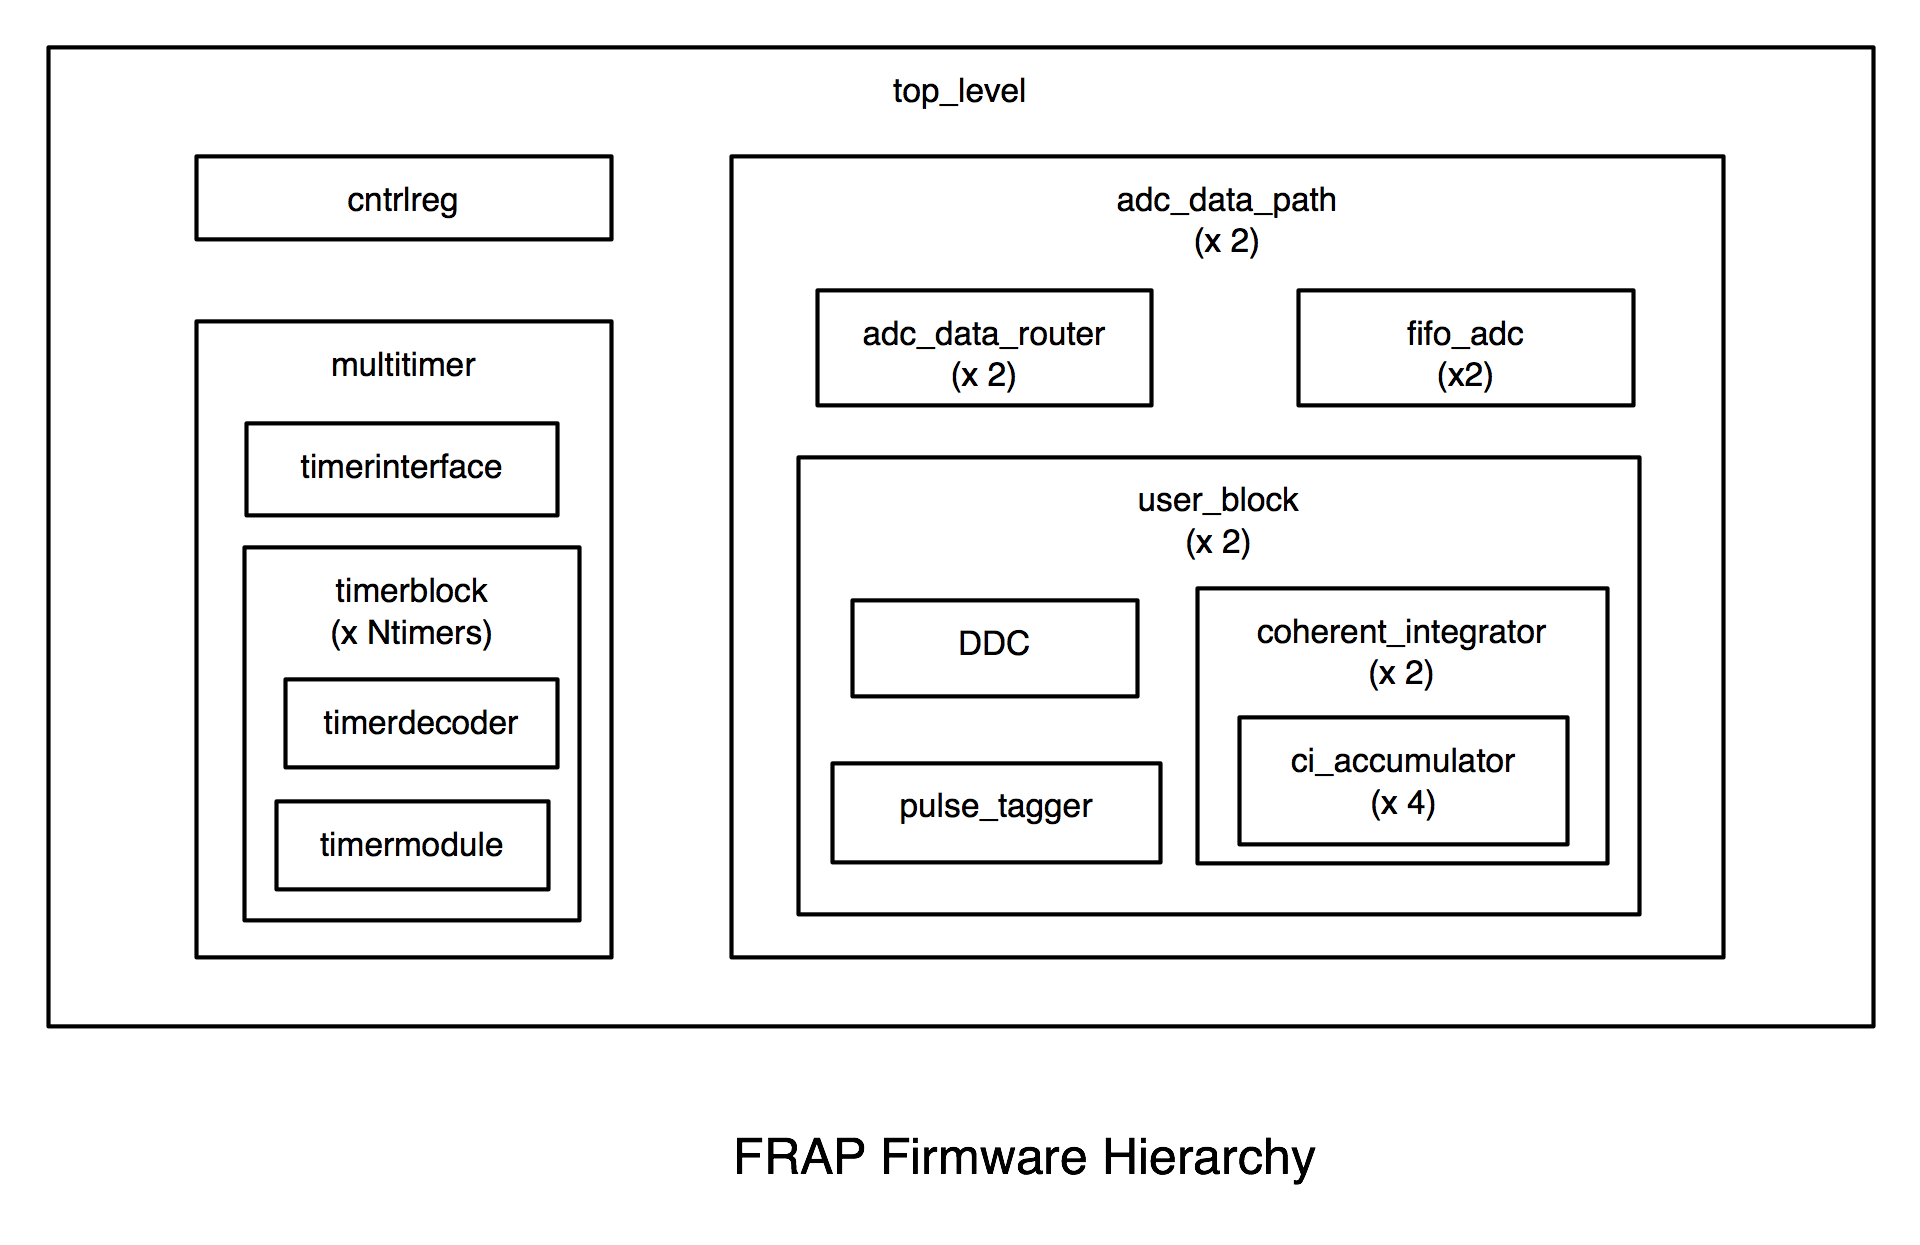 top_level
cntrlreg
multitimer
timerinterface
timerblock
(x Ntimers)
timerdecoder
timermodule
adc_data_path
(x 2)
adc_data_router
(x 2)
fifo_adc
(x2)
user_block
(x 2)
DDC
pulse_tagger
coherent_integrator
(x 2)
ci_accumulator
(x 4)
FRAP Firmware Hierarchy